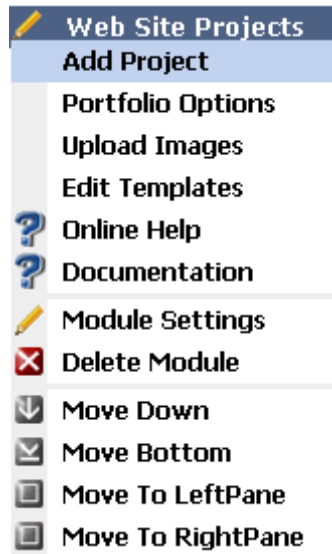 Web Site Projects
Add Project
Portfolio Options
Upload Images
Edit Templates
Online Help
Documentation
Module Settings
Delete Module
Move Down
Move Bottom
Move To LeftPane
Move To RightPane